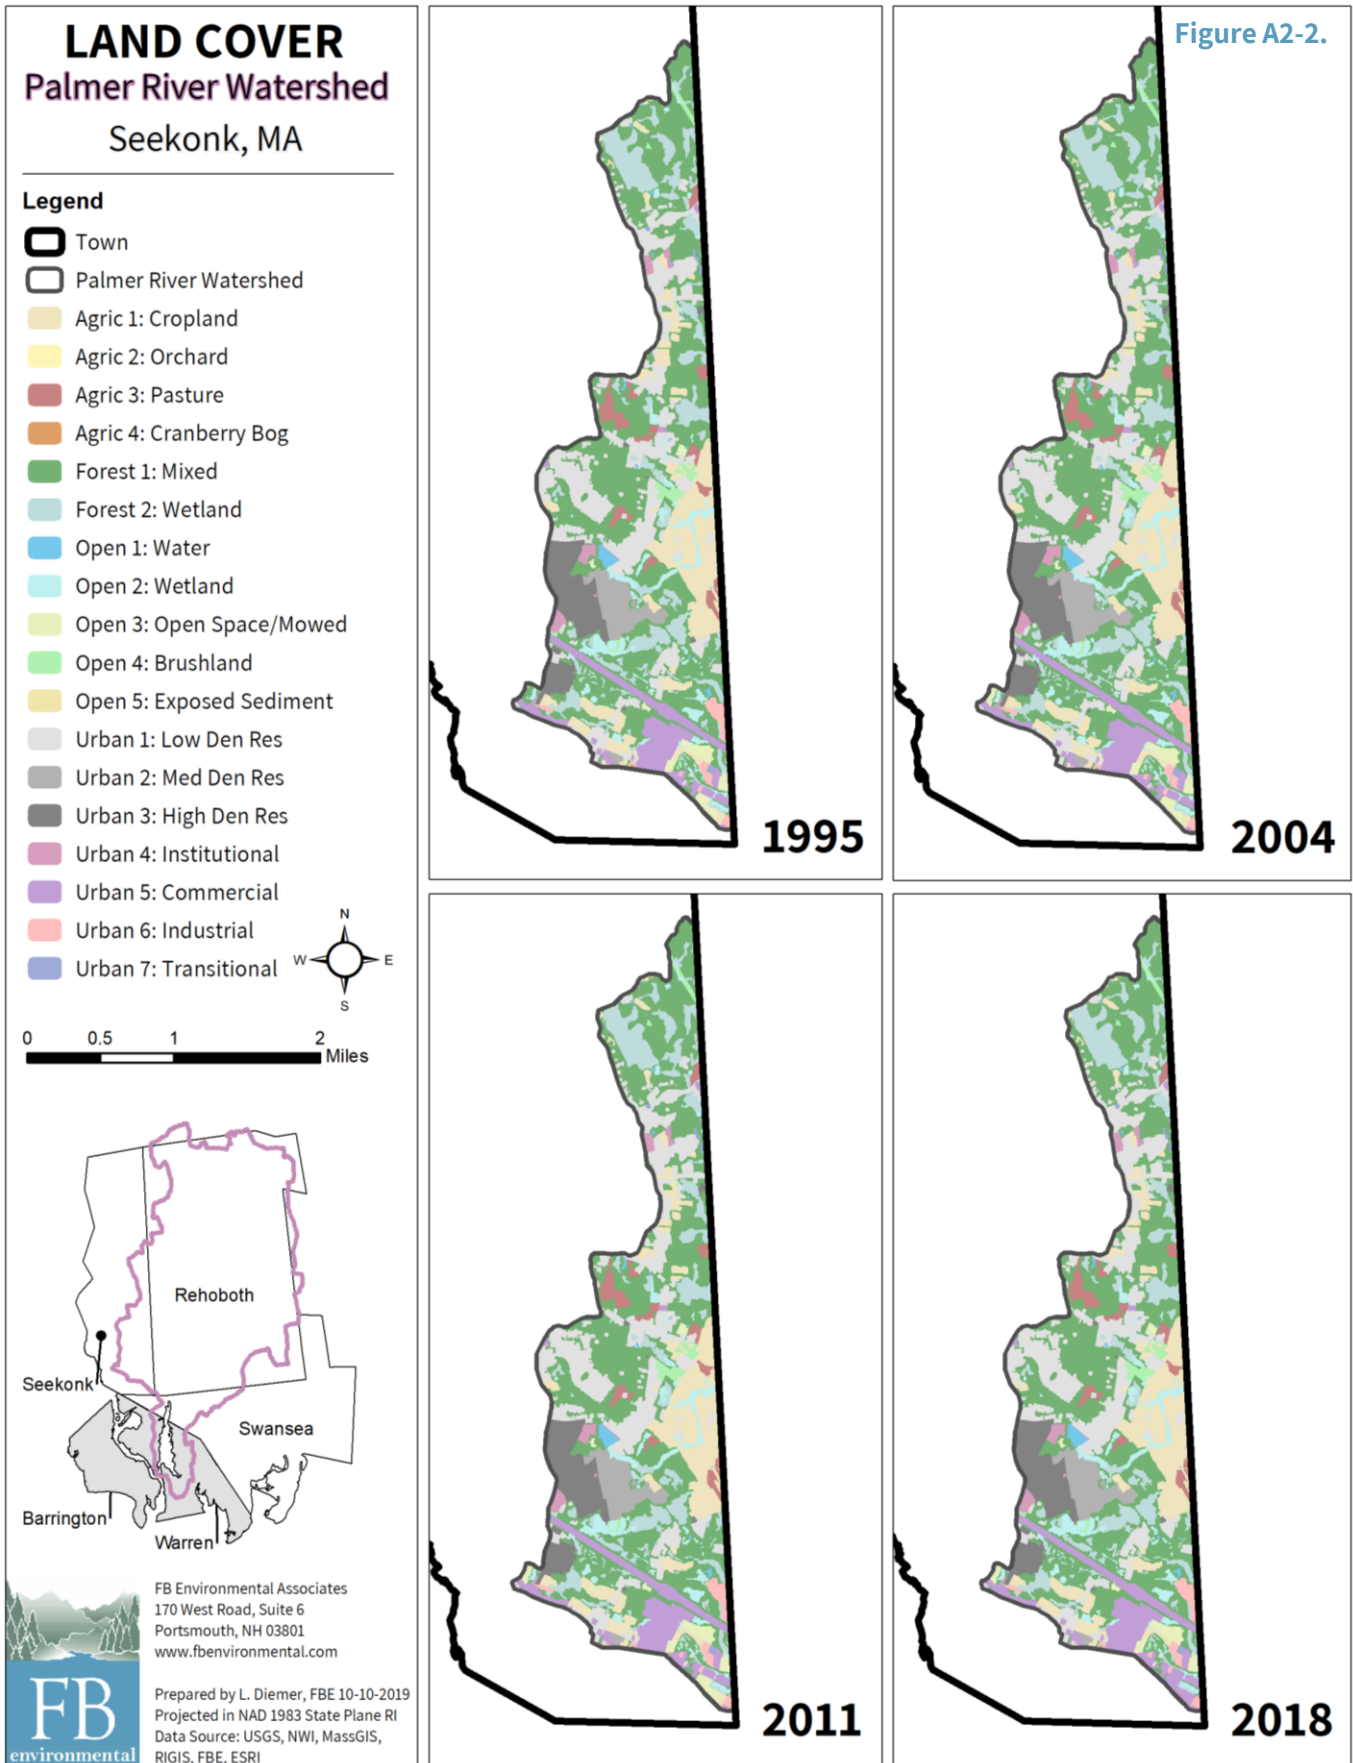 LAND COVER
Palmer River Watershed
Seekonk, MA
Legend
Town
Palmer River Watershed
Agric 1: Cropland
Agric 2: Orchard
Agric 3: Pasture
Agric 4: Cranberry Bog
Forest 1: Mixed
Forest 2: Wetland
Open 1: Water
Open 2: Wetland
Open 3: Open Space/Mowed
Open 4: Brushland
Open 5: Exposed Sediment
Urban 1: Low Den Res
Urban 2: Med Den Res
Urban 3: High Den Res
Urban 4: Institutional
Urban 5: Commercial
Urban 6: Industrial
Urban 7: Transitional
N
W E
S
0 0.5 1 2
Miles
Rehoboth
Seekonk
Swansea
Barrington
Warren
FB Environmental Associates
170 West Road, Suite 6
Portsmouth, NH 03801
www.fbenvironmental.com
Prepared by L. Diemer, FBE 10-10-2019
Projected in NAD 1983 State Plane RI
Data Source: USGS, NWI, MassGIS,
RIGIS, FBE, ESRI
FB
environmental
1995
Figure A2-2.
2004
2011
2018